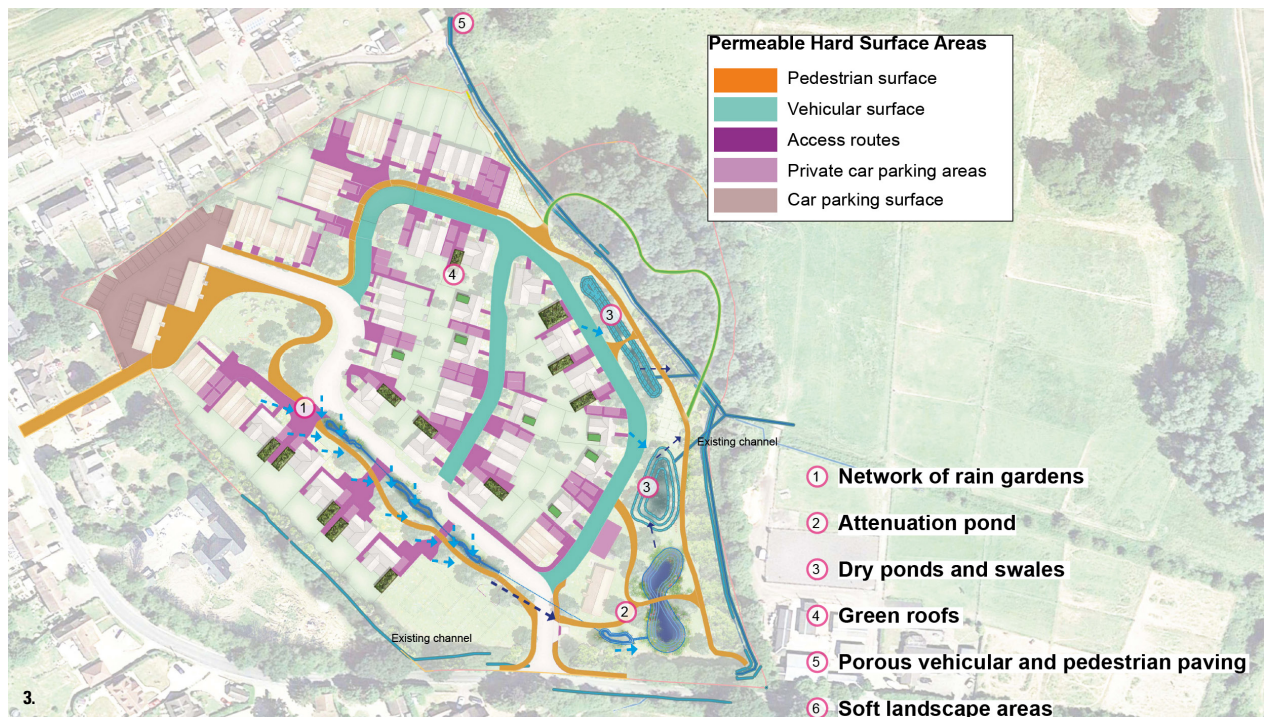 5
Permeable Hard Surface Areas
Pedestrian surface
Vehicular surface
Access routes
Private car parking areas
Car parking surface
4
3
1
Existing channel
3
2
Existing channel
1 Network of rain gardens
2 Attenuation pond
3 Dry ponds and swales
4 Green roofs
5 Porous vehicular and pedestrian paving
6 Soft landscape areas
3.